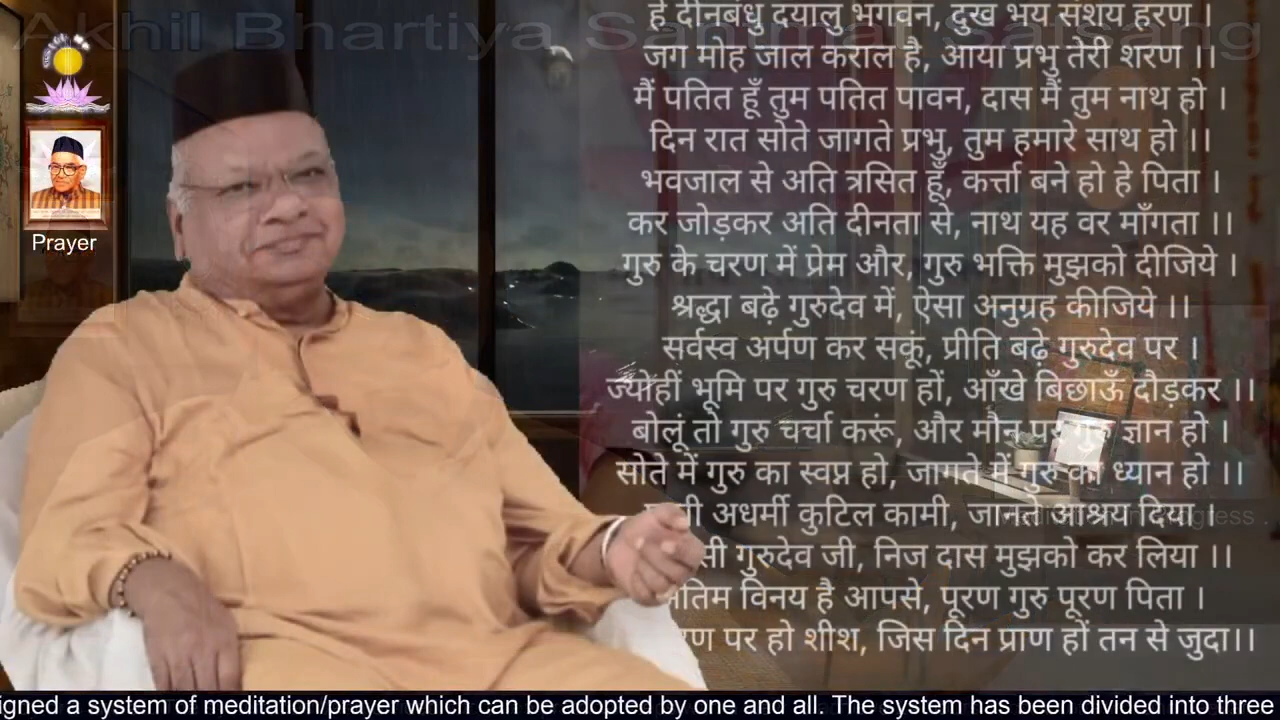 Akhil Bhartiya Santmat Satsang
हे दीनबंधु दयालु भगवन, दुख भय संशय हरण ।
जग मोह जाल कराल है, आया प्रभु तेरी शरण ।।
मैं पतित हूँ तुम पतित पावन, दास मैं तुम नाथ हो ।
दिन रात सोते जागते प्रभु, तुम हमारे साथ हो ।।
भवजाल से अति त्रसित हूँ, कर्त्ता बने हो हे पिता ।
कर जोड़कर अति दीनता से, नाथ यह वर माँगता ।।
गुरु के चरण में प्रेम और, गुरु भक्ति मुझको दीजिये ।
श्रद्धा बढ़े गुरुदेव में, ऐसा अनुग्रह कीजिये ।।
सर्वस्व अर्पण कर सकूं, प्रीति बढ़े गुरुदेव पर ।
ज्योहीं भूमि पर गुरु चरण हों, आँखे बिछाऊँ दौड़कर ।।
बोलूं तो गुरु चर्चा करूं, और मौन पर गुरु ज्ञान हो ।
सोते में गुरु का स्वप्न हो, जागते में गुरु का ध्यान हो ।।
अधर्मी कुटिल कामी, जानते आश्रय दिया ।
सी गुरुदेव जी, निज दास मुझको कर लिया ।।
तिम विनय है आपसे, पूरण गुरु पूरण पिता ।
ण पर हो शीश, जिस दिन प्राण हों तन से जुदा।।
Prayer
igned a system of meditation/prayer which can be adopted by one and all. The system has been divided into three